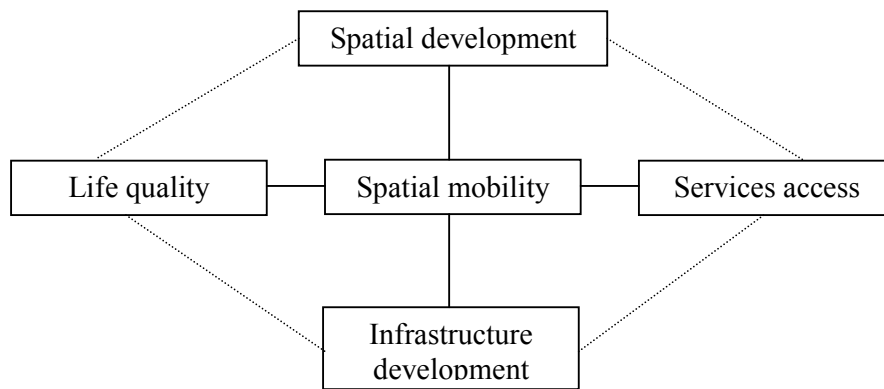 Spatial development
Life quality
Spatial mobility
Services access
Infrastructure
development